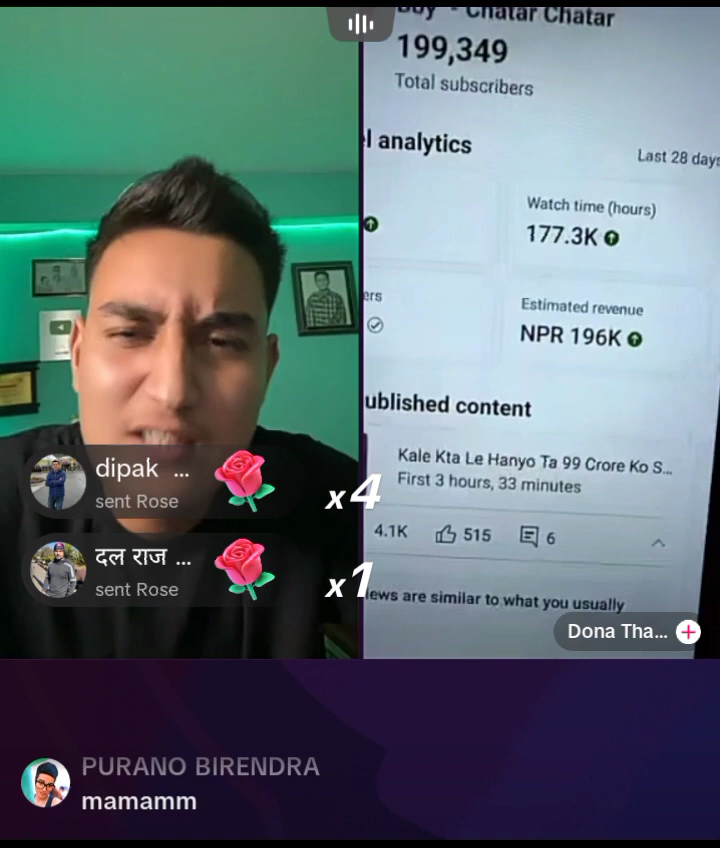 Chatar Chatar
199,349
Total subscribers
l analytics
Last 28 days
Watch time (hours)
177.3K
ers
Estimated revenue
NPR 196K
ublished content
Kale Kta Le Hanyo Ta 99 Crore Ko S...
First 3 hours, 33 minutes
4.1K 515 6
iews are similar to what you usually
dipak ...
sent Rose
x4
दल राज ...
sent Rose
x1
Dona Tha...
PURANO BIRENDRA
mamamm